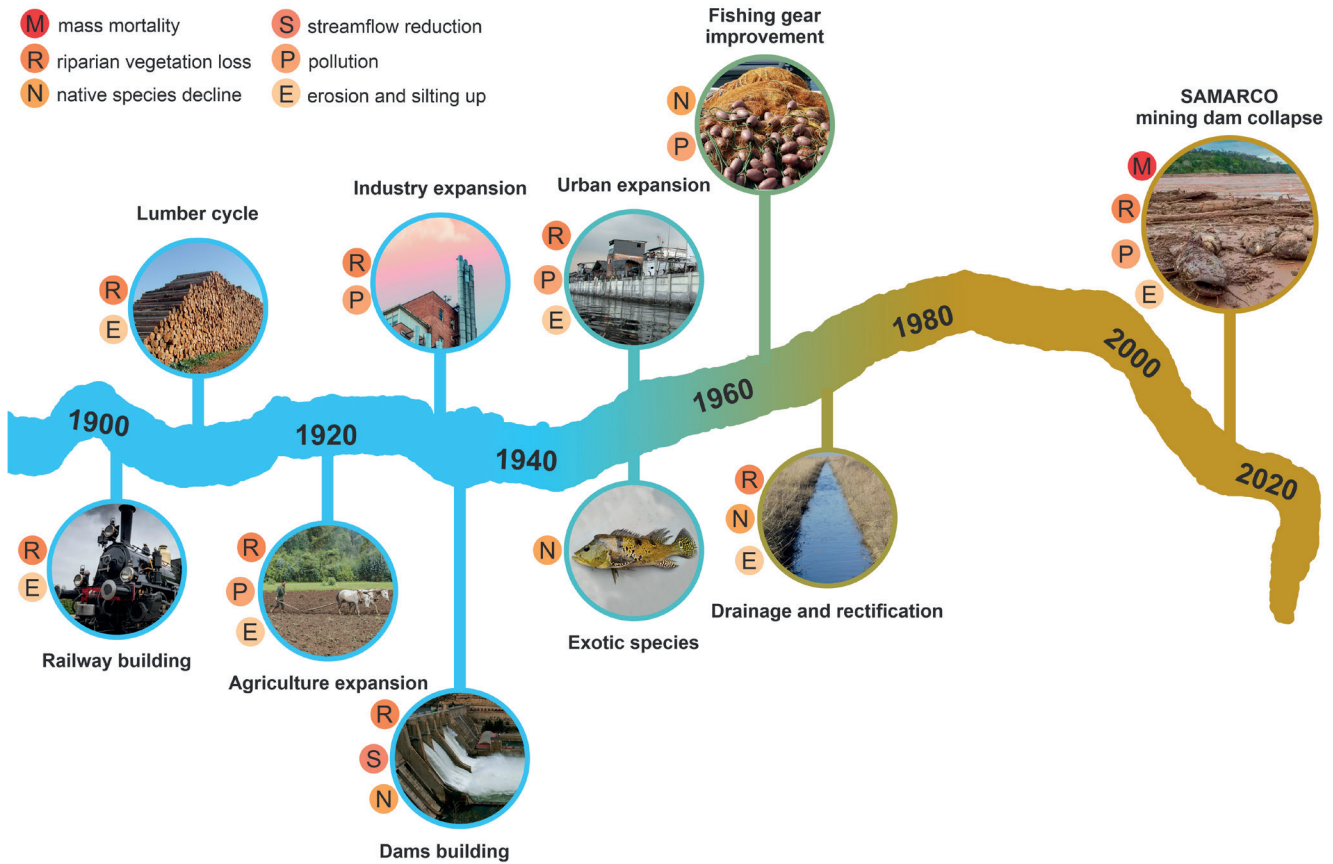 M mass mortality
R riparian vegetation loss
N native species decline
S streamflow reduction
P pollution
E erosion and silting up
Fishing gear
improvement
N
P
SAMARCO
mining dam collapse
M
R
P
E
Industry expansion
R
P
Urban expansion
R
P
E
Lumber cycle
R
E
1900
1920
1940
1960
1980
2000
2020
R
E
Railway building
R
P
E
Agriculture expansion
R
S
N
Dams building
N
Exotic species
R
N
E
Drainage and rectification